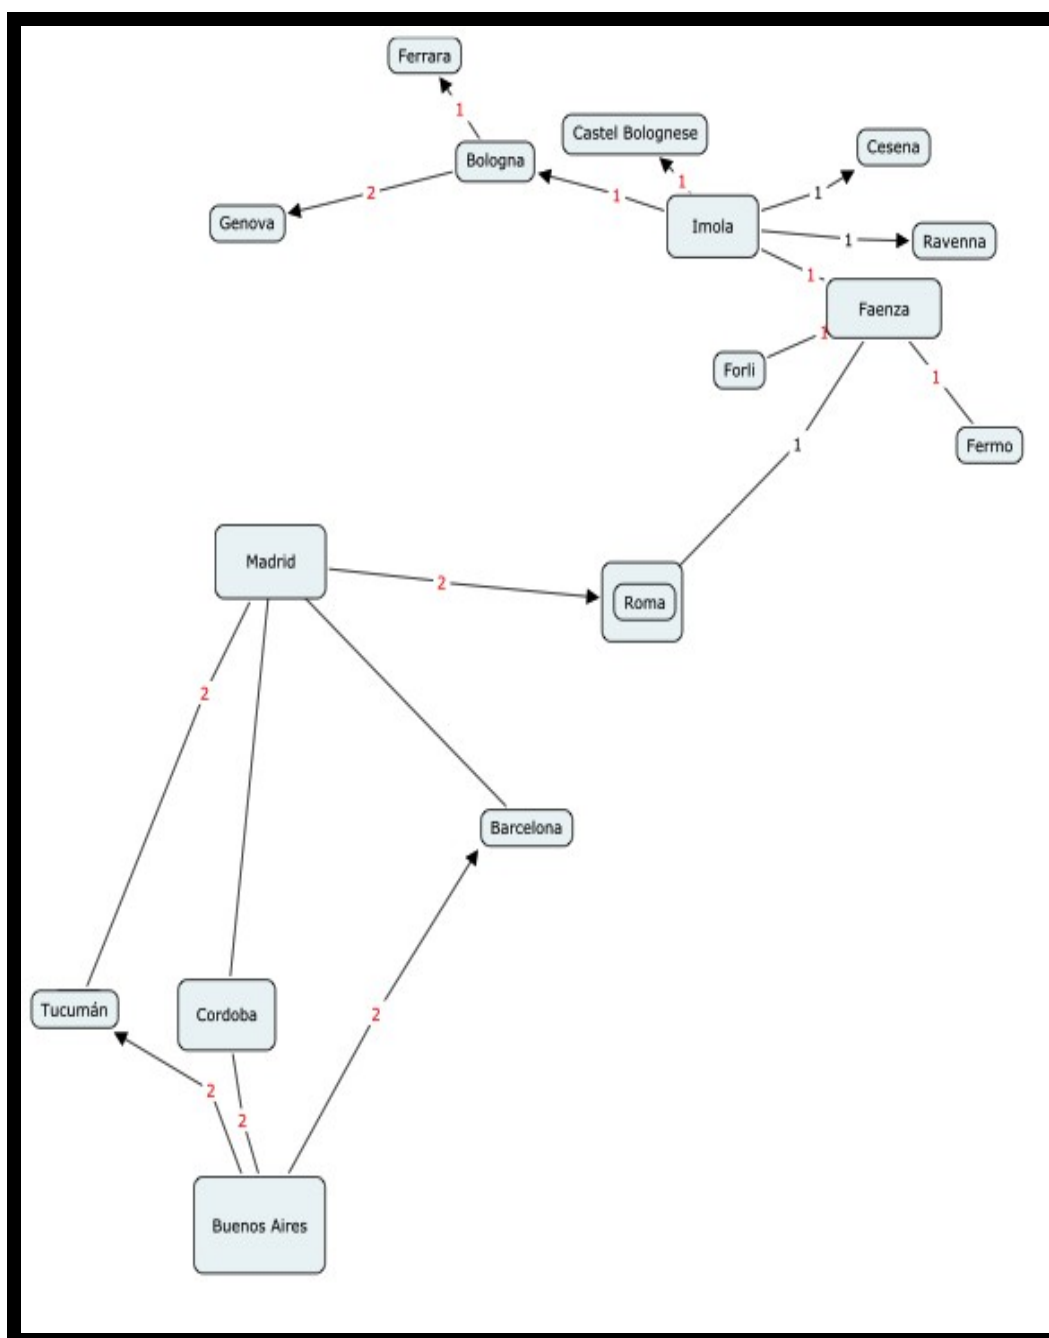 Ferrara
1
Castel Bolognese
Cesena
Bologna
1
1
2
1
Genova
Imola
1
Ravenna
1
Faenza
1
Forli
1
1
Fermo
Madrid
2
Roma
2
Barcelona
Tucumán
Cordoba
2
2
2
Buenos Aires